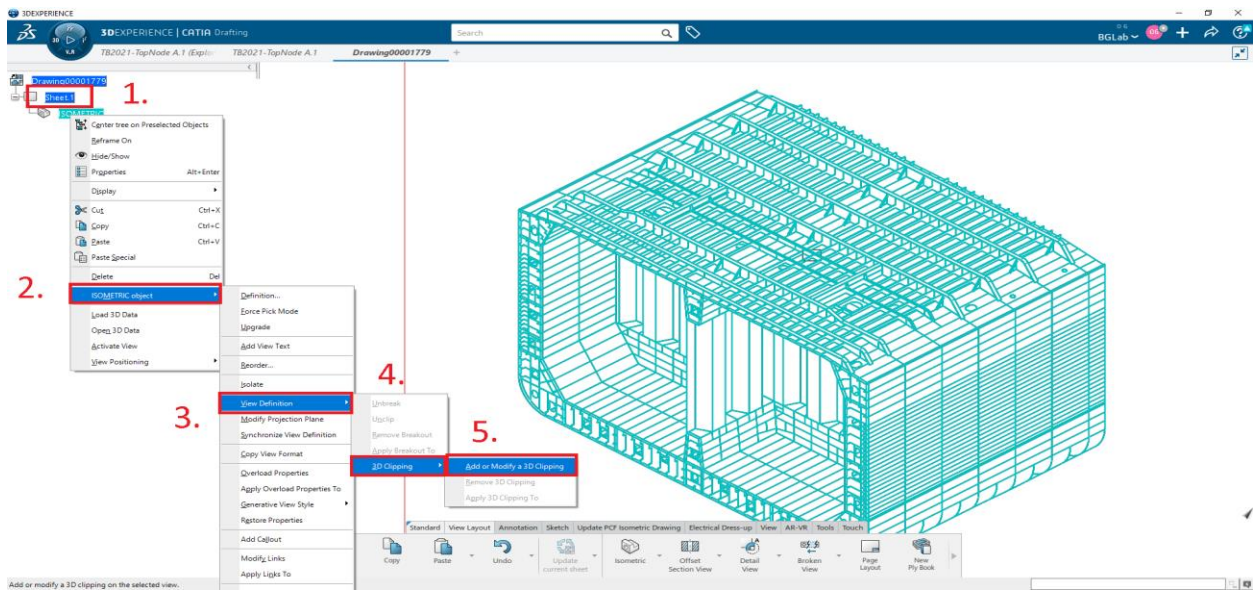 3DEXPERIENCE
3DEXPERIENCE | CATIA Drafting
Search
BGLab
TB2021-TopNode A.1 (Explor
TB2021-TopNode A.1
Drawing00001779
Drawing00001779
Sheet.1
1.
ISOMETRIC
Center tree on Preselected Objects
Reframe On
Hide/Show
Properties Alt+Enter
Display
Cut Ctrl+X
Copy Ctrl+C
Paste Ctrl+V
Paste Special
Delete Del
2.
ISOMETRIC object
Load 3D Data
Open 3D Data
Activate View
View Positioning
Definition...
Force Pick Mode
Upgrade
Add View Text
Reorder...
Isolate
3.
View Definition
Modify Projection Plane
Synchronize View Definition
Copy View Format
Overload Properties
Apply Overload Properties To
Generative View Style
Restore Properties
Add Callout
Modify Links
Apply Links To
4.
Unbreak
Unclip
Remove Breakout
Apply Breakout To
3D Clipping
5.
Add or Modify a 3D Clipping
Remove 3D Clipping
Apply 3D Clipping To
Standard View Layout Annotation Sketch Update PCF Isometric Drawing Electrical Dress-up View AR-VR Tools Touch
Copy
Paste
Undo
Update
current sheet
Isometric
Offset
Section View
Detail
View
Broken
View
Page
Layout
New
Ply Book
Add or modify a 3D clipping on the selected view.